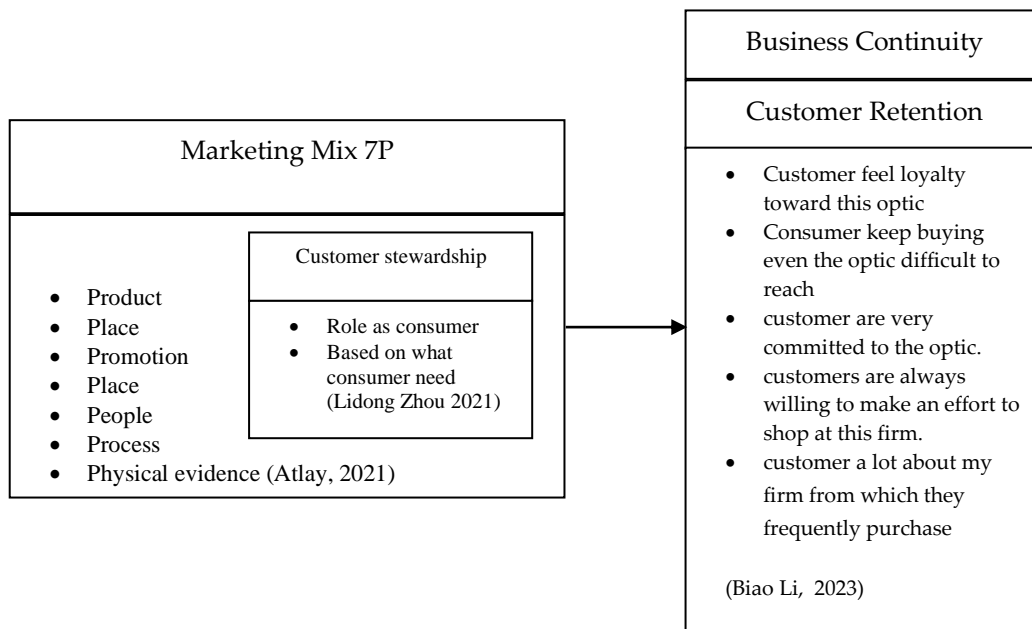 Marketing Mix 7P
Product
Place
Promotion
Place
People
Process
Physical evidence (Atlay, 2021)
Customer stewardship
Role as consumer
Based on what
consumer need
(Lidong Zhou 2021)
Business Continuity
Customer Retention
Customer feel loyalty
toward this optic
Consumer keep buying
even the optic difficult to
reach
customer are very
committed to the optic.
customers are always
willing to make an effort to
shop at this firm.
customer a lot about my
firm from which they
frequently purchase
(Biao Li, 2023)